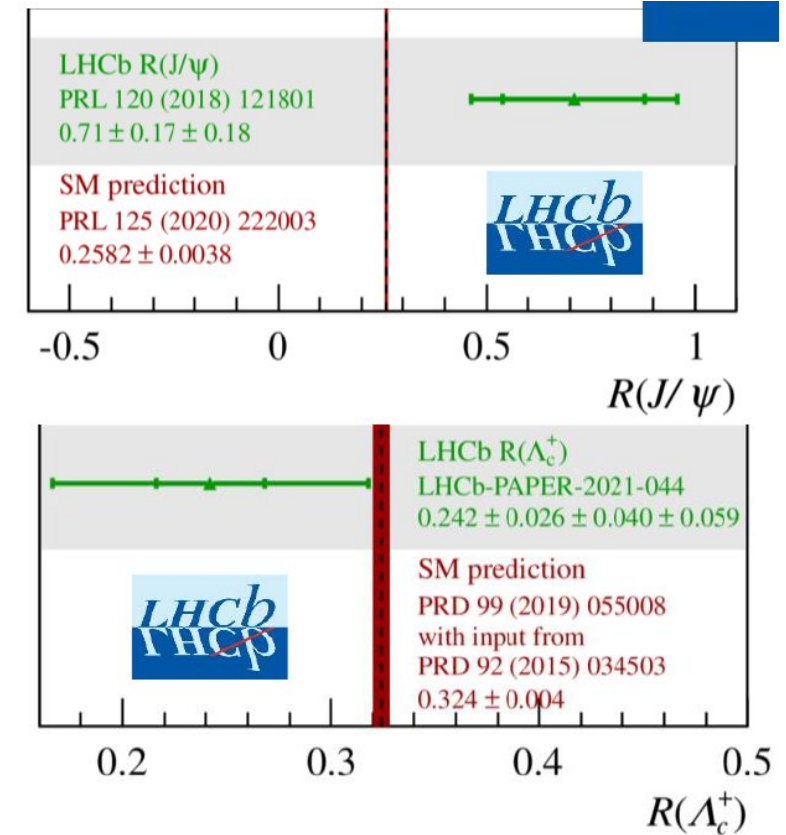 LHCb R(J/ψ)
PRL 120 (2018) 121801
0.71 ± 0.17 ± 0.18
SM prediction
PRL 125 (2020) 222003
0.2582 ± 0.0038
LHCb
LHCb
-0.5 0 0.5 1
R(J/ψ)
LHCb R(Λc+)
LHCb-PAPER-2021-044
0.242 ± 0.026 ± 0.040 ± 0.059
SM prediction
PRD 99 (2019) 055008
with input from
PRD 92 (2015) 034503
0.324 ± 0.004
LHCb
LHCb
0.2 0.3 0.4 0.5
R(Λc+)